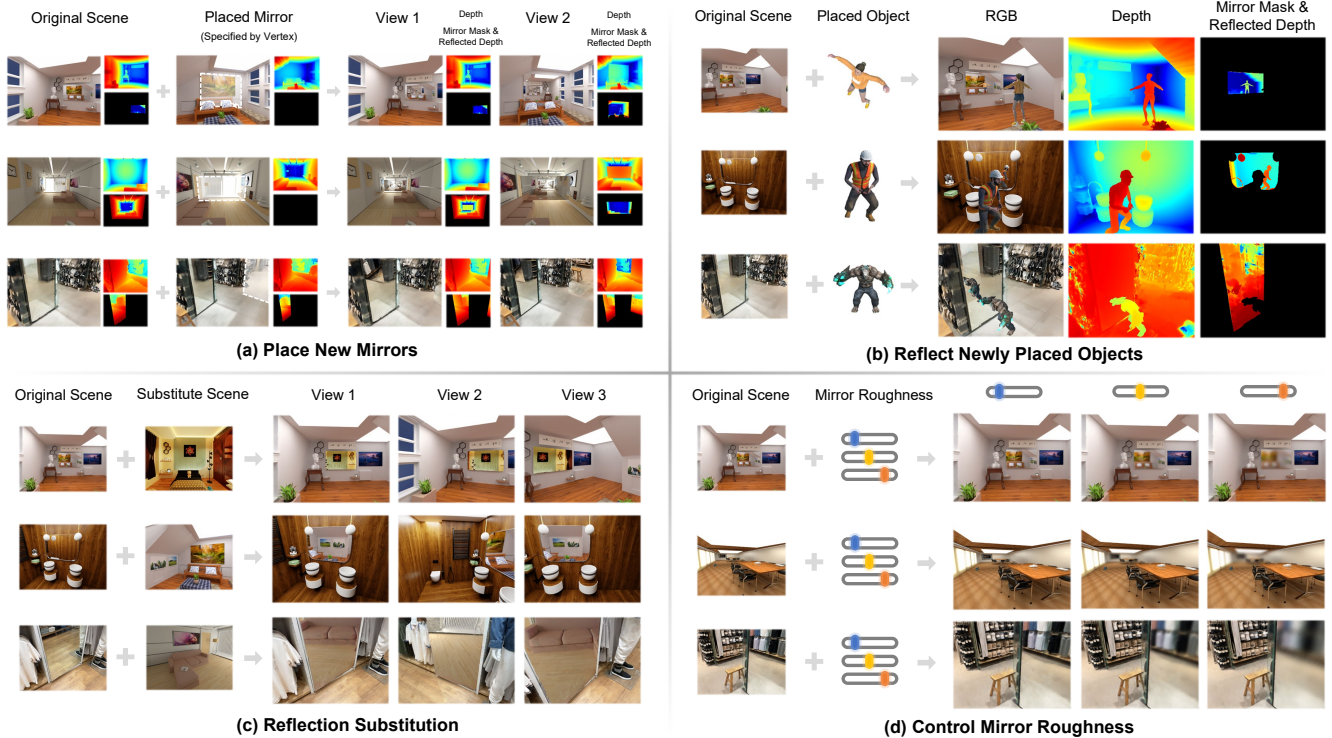 Original Scene
Placed Mirror
(Specified by Vertex)
View 1
Depth
Mirror Mask &
Reflected Depth
View 2
Depth
Mirror Mask &
Reflected Depth
(a) Place New Mirrors
Original Scene
Placed Object
RGB
Depth
Mirror Mask &
Reflected Depth
(b) Reflect Newly Placed Objects
Original Scene
Substitute Scene
View 1
View 2
View 3
(c) Reflection Substitution
Original Scene
Mirror Roughness
(d) Control Mirror Roughness